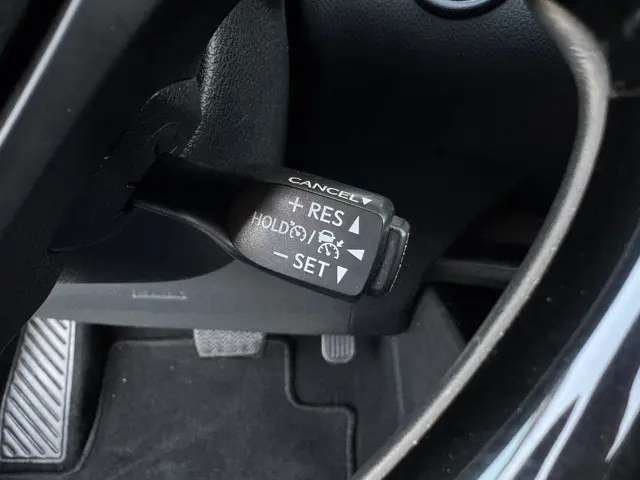 CANCEL▼
+ RES ▲
HOLD /
− SET ▼